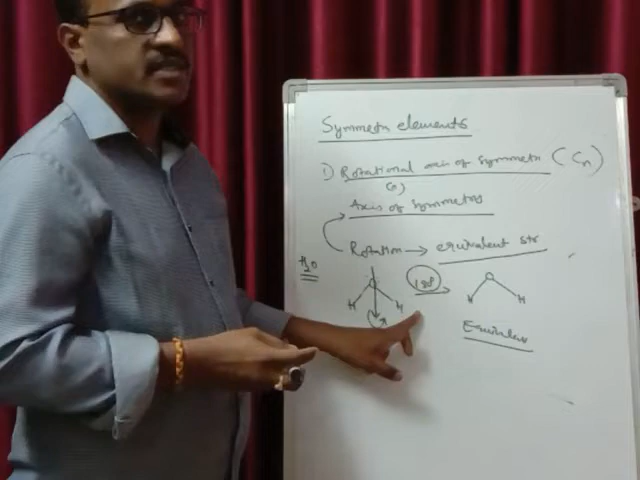 Symmetry elements
1) Rotational axis of symmetry (Cn)
(or)
Axis of symmetry
Rotation → equivalent str
H2O
O 180° → O
H H H H
Equivalent